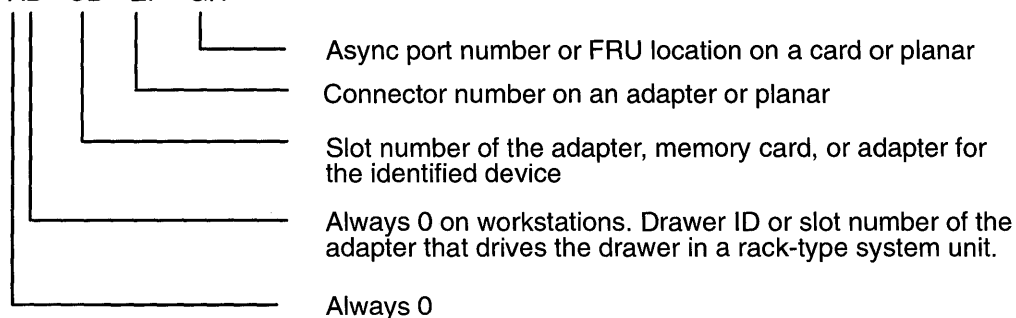 Async port number or FRU location on a card or planar
Connector number on an adapter or planar
Slot number of the adapter, memory card, or adapter for
the identified device
Always 0 on workstations. Drawer ID or slot number of the
adapter that drives the drawer in a rack-type system unit.
Always 0